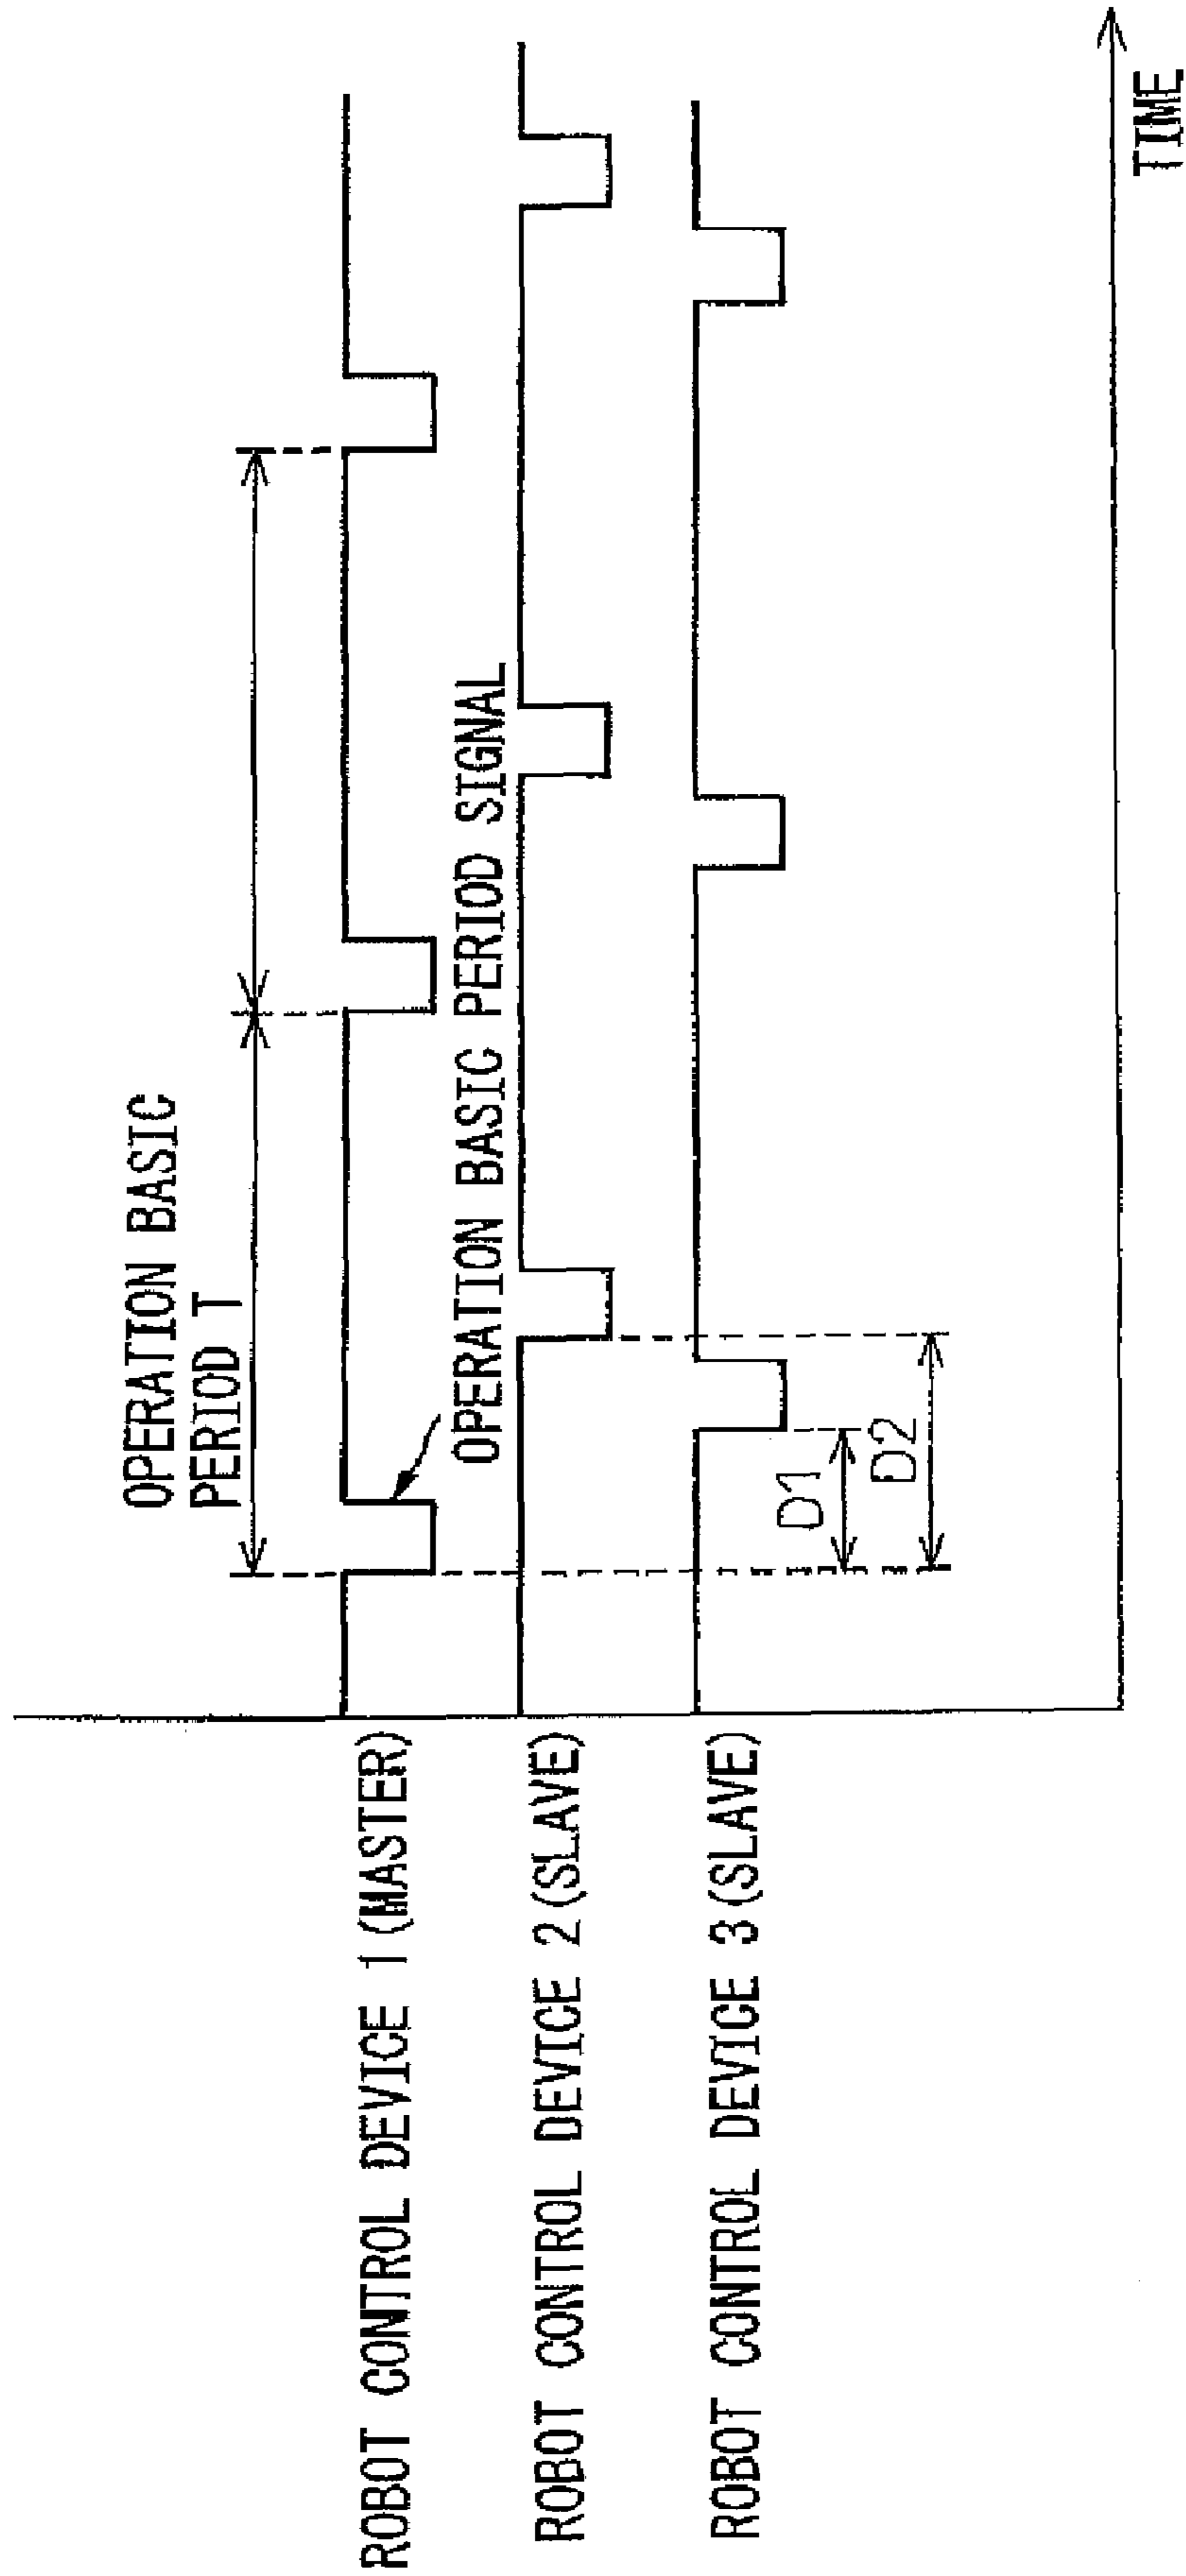 OPERATION BASIC
PERIOD T
ROBOT CONTROL DEVICE 1(MASTER)
OPERATION BASIC PERIOD SIGNAL
ROBOT CONTROL DEVICE 2(SLAVE)
ROBOT CONTROL DEVICE 3(SLAVE)
D1
D2
TIME